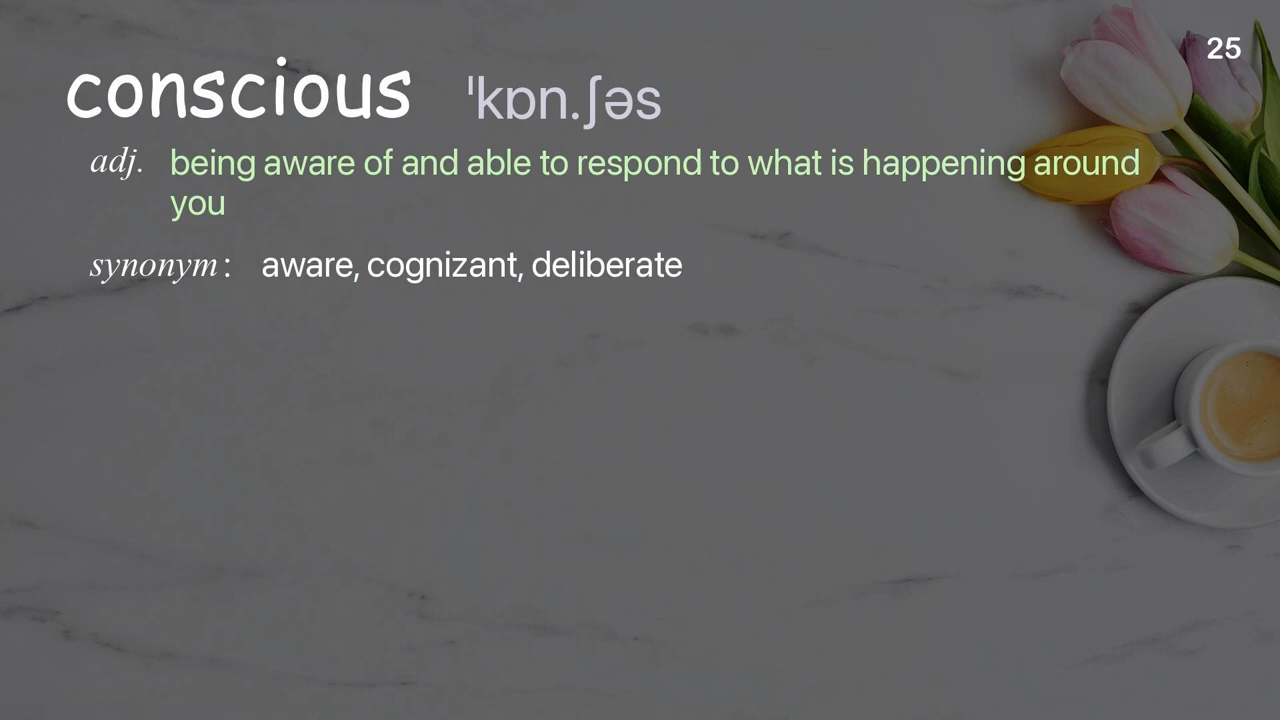 25
conscious ˈkɒn.ʃəs
adj. being aware of and able to respond to what is happening around
you
synonym: aware, cognizant, deliberate